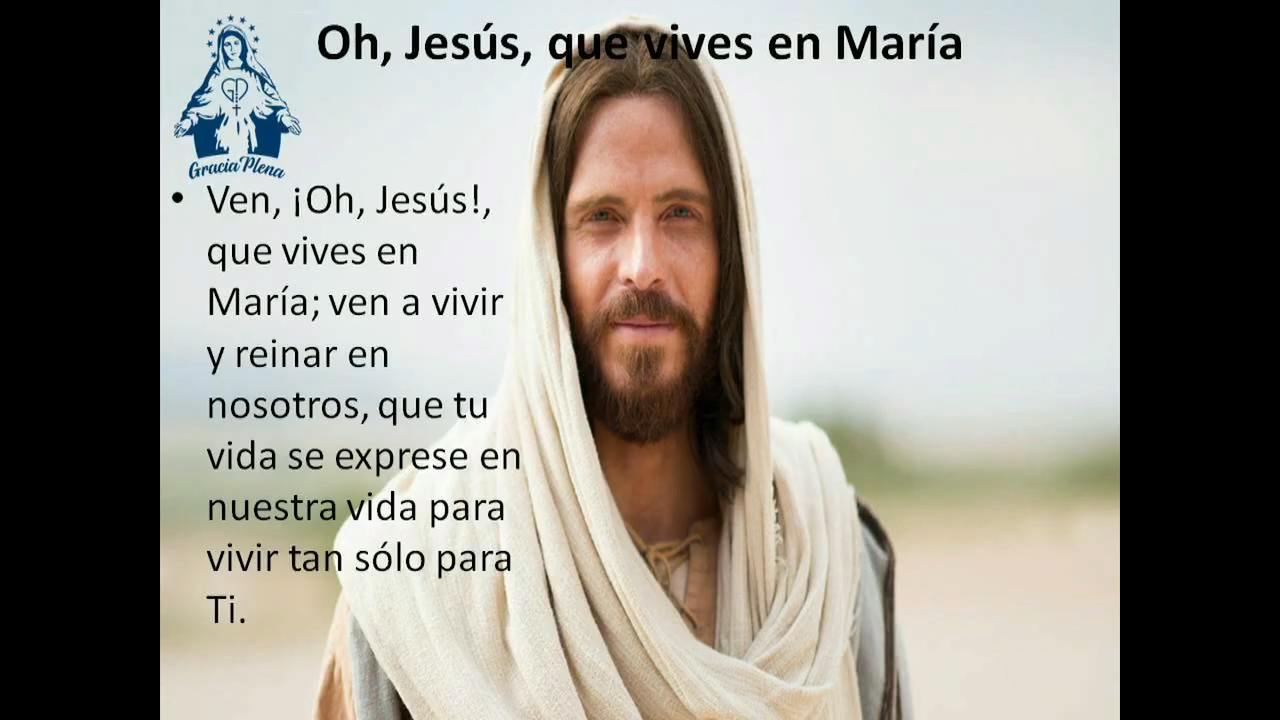 Oh, Jesús, que vives en María
Gracia Plena
• Ven, ¡Oh, Jesús!,
que vives en
María; ven a vivir
y reinar en
nosotros, que tu
vida se exprese en
nuestra vida para
vivir tan sólo para
Ti.